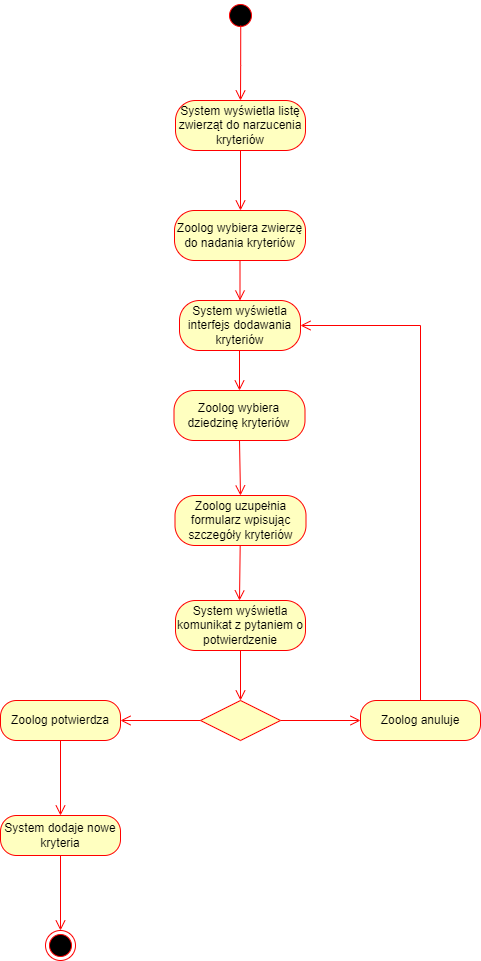 System wyświetla listę
zwierząt do narzucenia
kryteriów
Zoolog wybiera zwierzę
do nadania kryteriów
System wyświetla
interfejs dodawania
kryteriów
Zoolog wybiera
dziedzinę kryteriów
Zoolog uzupełnia
formularz wpisując
szczegóły kryteriów
System wyświetla
komunikat z pytaniem o
potwierdzenie
Zoolog potwierdza
Zoolog anuluje
System dodaje nowe
kryteria